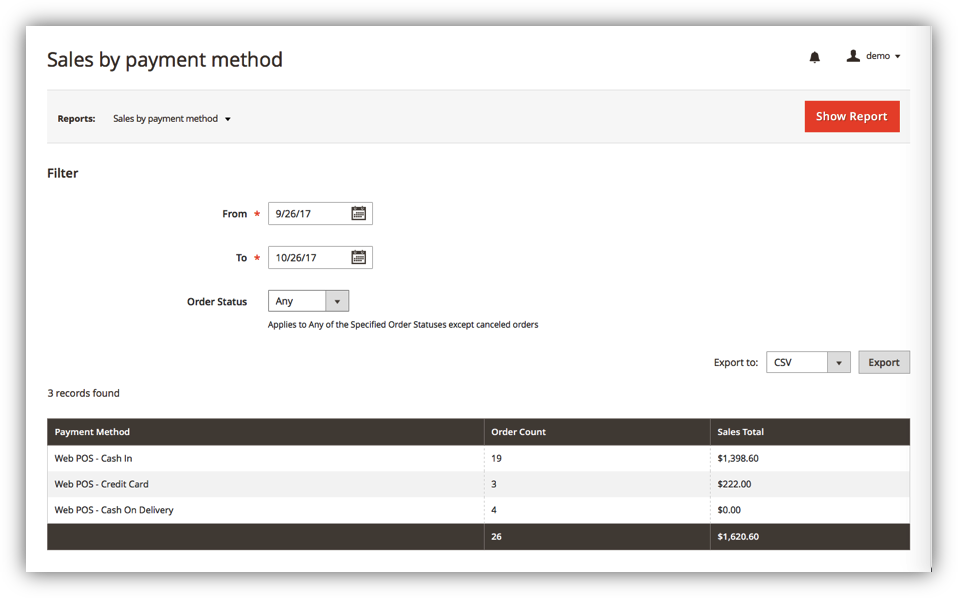 Sales by payment method
demo
Reports: Sales by payment method
Show Report
Filter
From * 9/26/17
To * 10/26/17
Order Status Any
Applies to Any of the Specified Order Statuses except canceled orders
Export to: CSV Export
3 records found
Payment Method Order Count Sales Total
Web POS - Cash In 19 $1,398.60
Web POS - Credit Card 3 $222.00
Web POS - Cash On Delivery 4 $0.00
26 $1,620.60